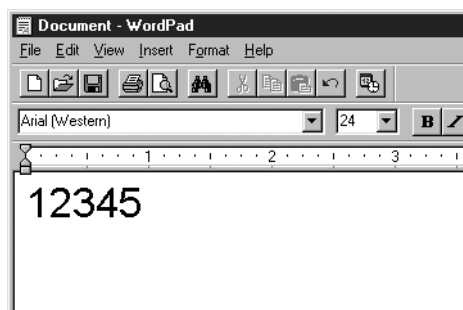 Document - WordPad
File Edit View Insert Format Help
Arial (Western) 24 B I
1 2 3
12345